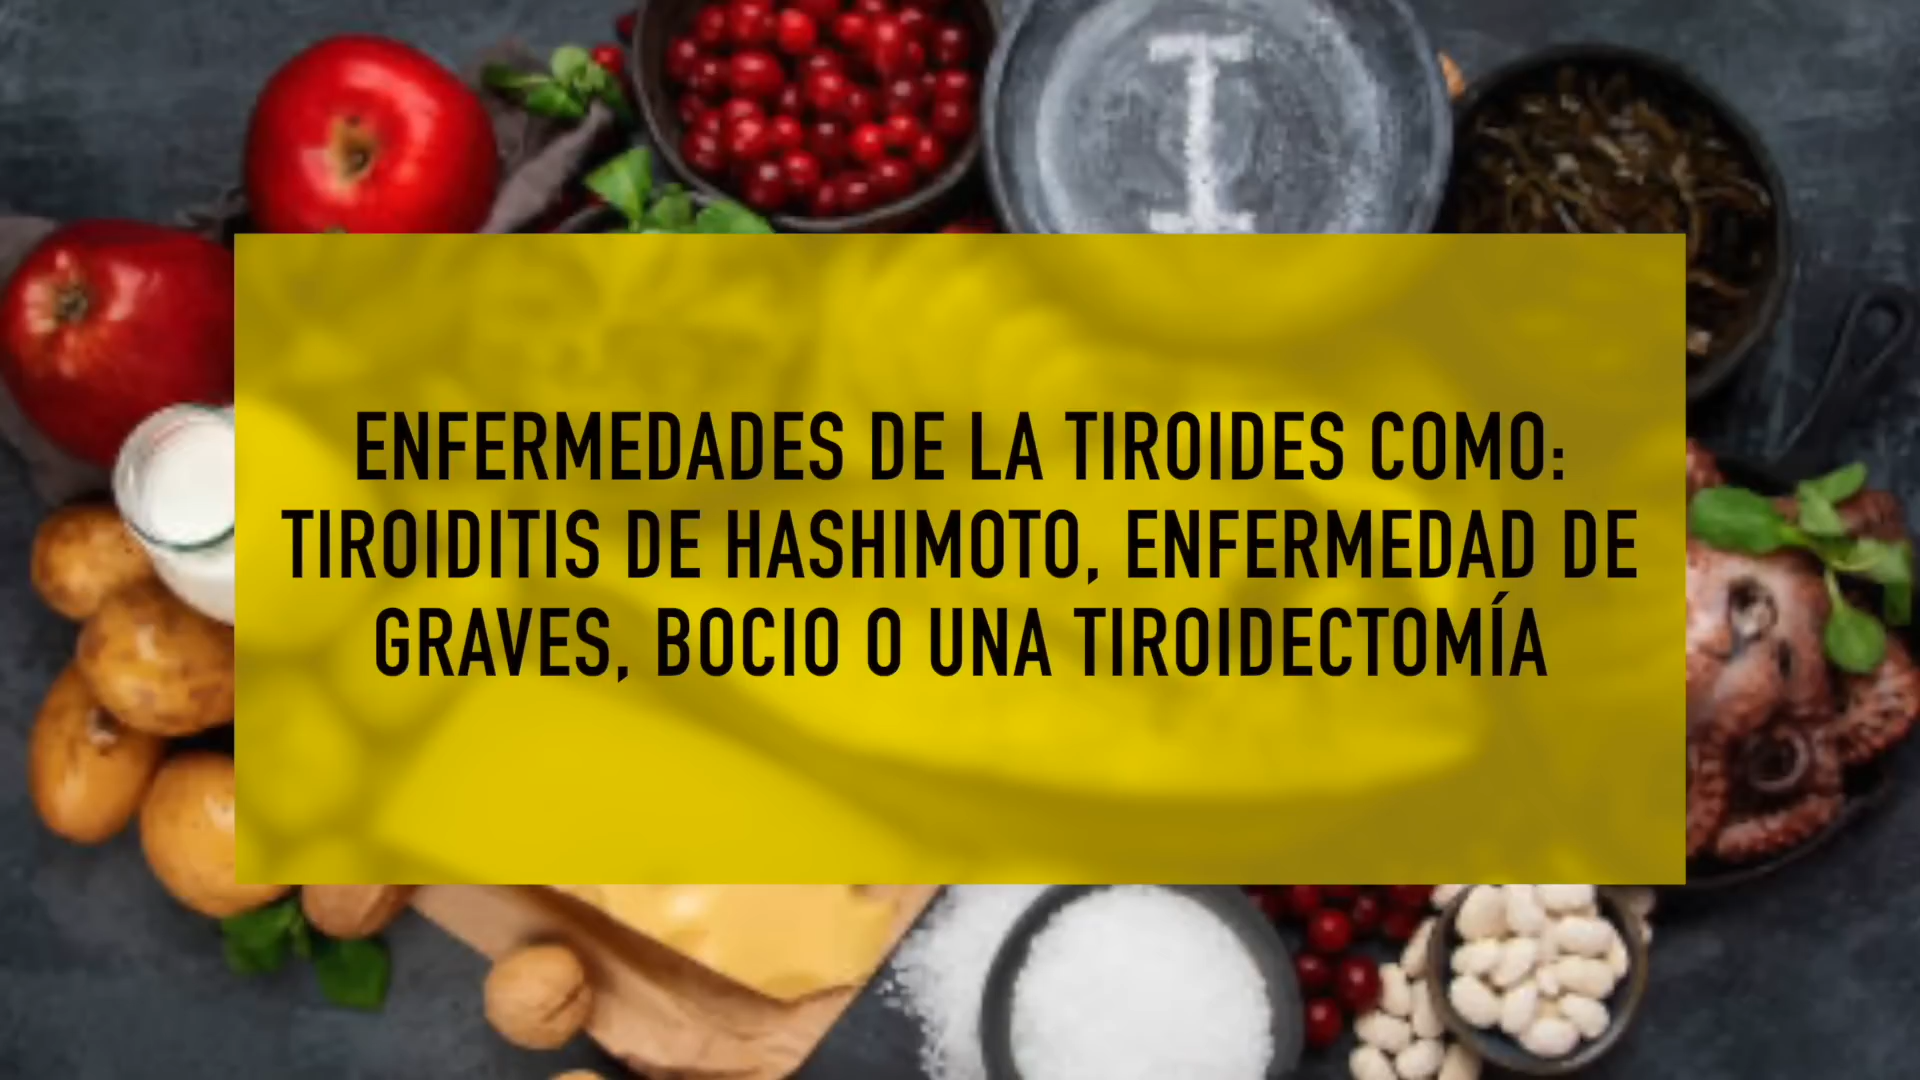 I
ENFERMEDADES DE LA TIROIDES COMO:
TIROIDITIS DE HASHIMOTO, ENFERMEDAD DE
GRAVES, BOCIO O UNA TIROIDECTOMÍA